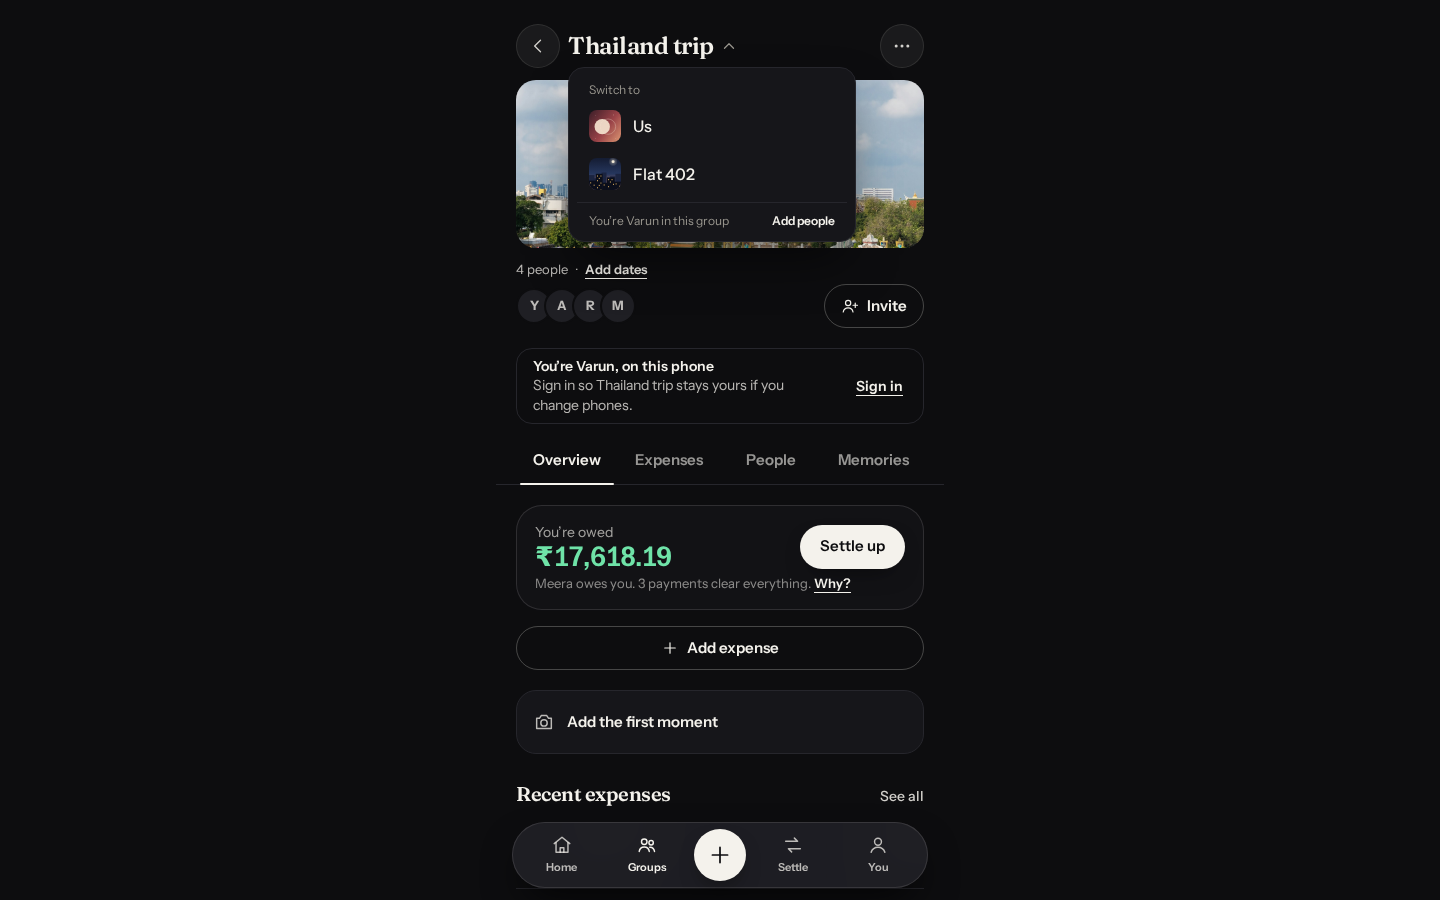 Thailand trip
Switch to
Us
Flat 402
You're Varun in this group
Add people
4 people · Add dates
Y A R M
Invite
You're Varun, on this phone
Sign in so Thailand trip stays yours if you
change phones.
Sign in
Overview
Expenses
People
Memories
You're owed
₹17,618.19
Settle up
Meera owes you. 3 payments clear everything. Why?
Add expense
Add the first moment
Recent expenses
See all
Home
Groups
Settle
You